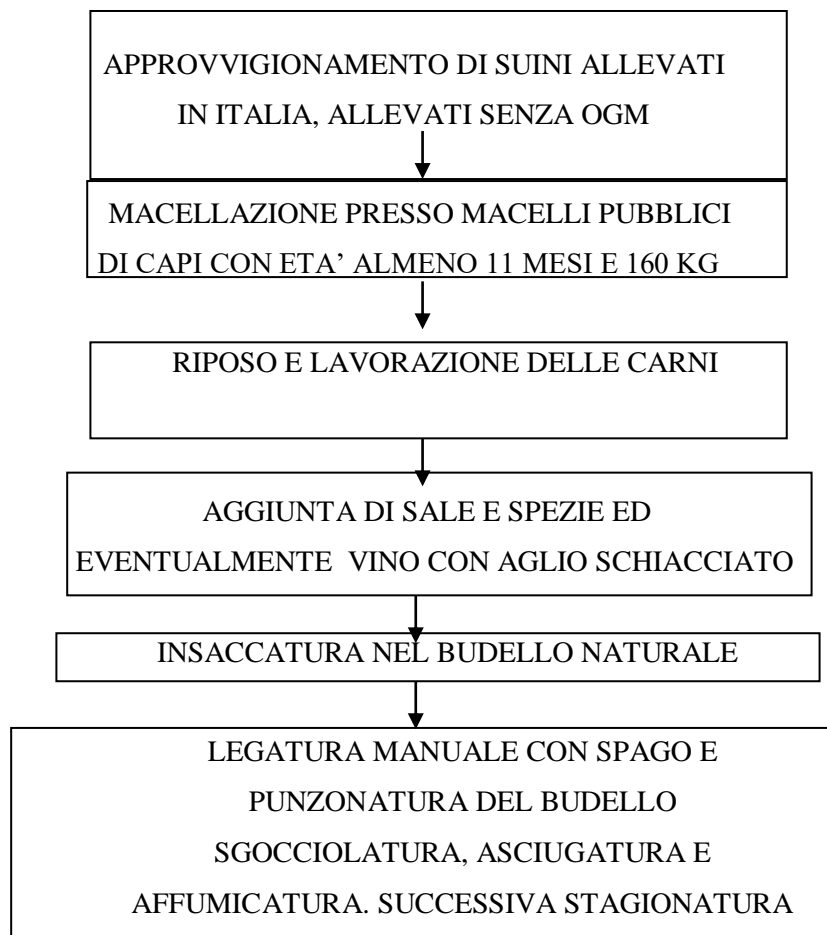 APPROVVIGIONAMENTO DI SUINI ALLEVATI
IN ITALIA, ALLEVATI SENZA OGM
MACELLAZIONE PRESSO MACELLI PUBBLICI
DI CAPI CON ETA’ ALMENO 11 MESI E 160 KG
RIPOSO E LAVORAZIONE DELLE CARNI
AGGIUNTA DI SALE E SPEZIE ED
EVENTUALMENTE VINO CON AGLIO SCHIACCIATO
INSACCATURA NEL BUDELLO NATURALE
LEGATURA MANUALE CON SPAGO E
PUNZONATURA DEL BUDELLO
SGOCCIOLATURA, ASCIUGATURA E
AFFUMICATURA. SUCCESSIVA STAGIONATURA